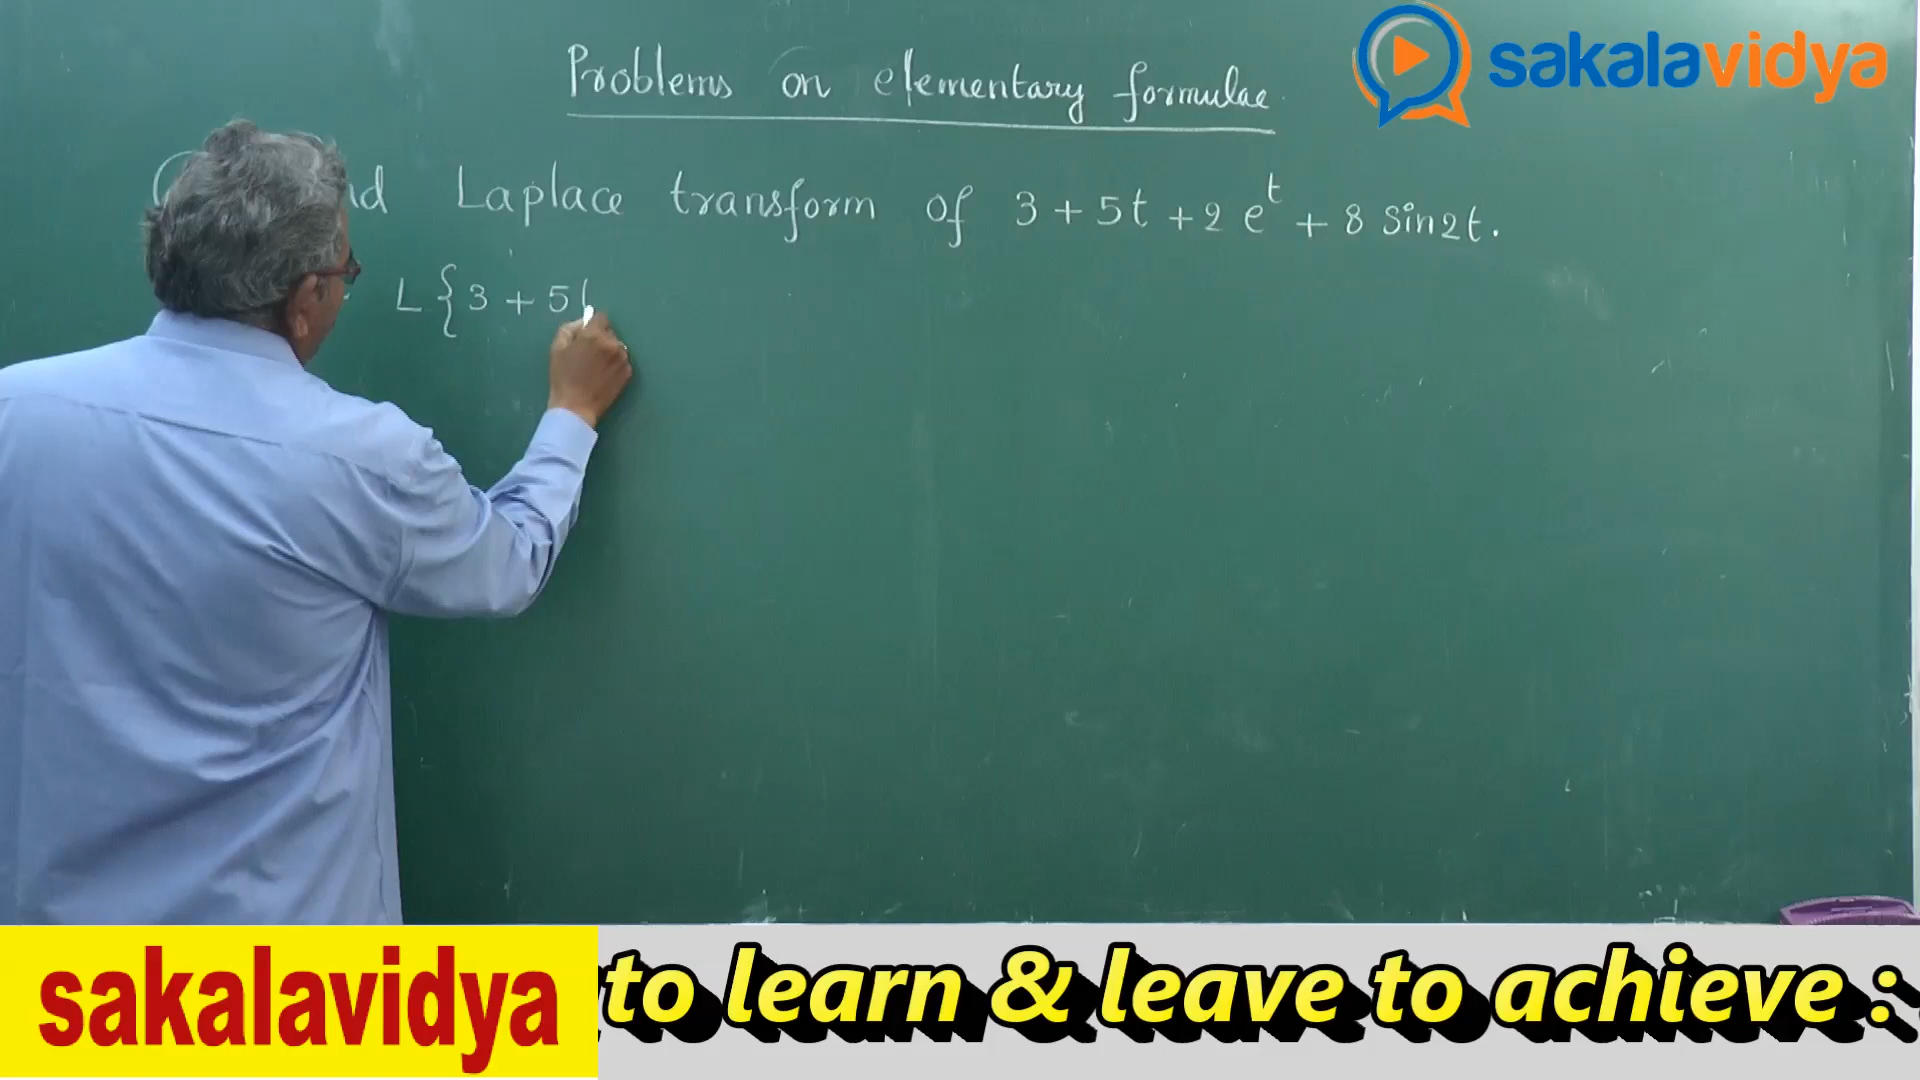 sakalavidya
Problems on elementary formulae
Laplace transform of 3 + 5t + 2 e^t + 8 Sin2t.
L{3 + 5
sakalavidya
to learn & leave to achieve :